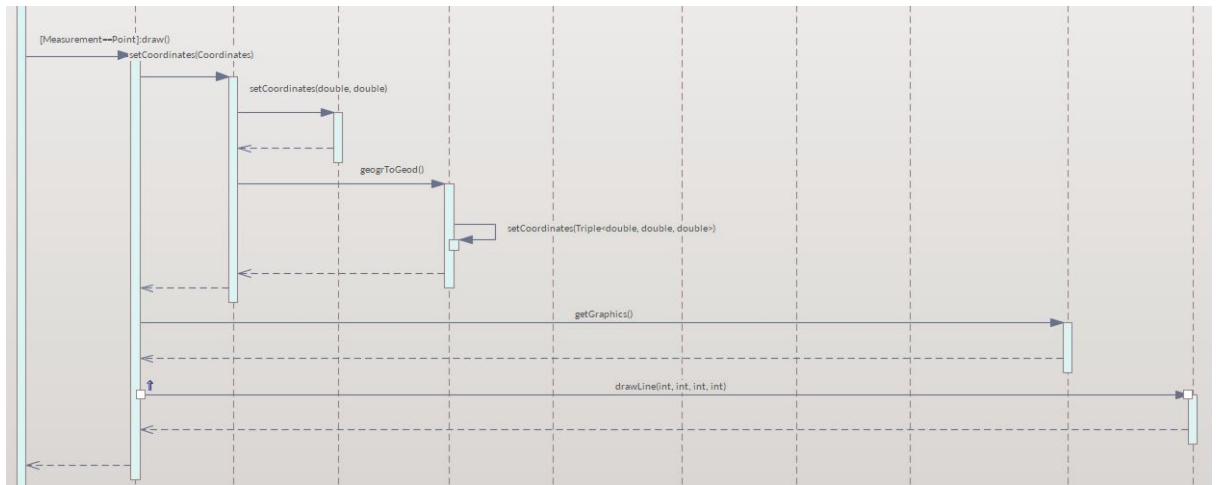 [Measurement==Point]:draw()
setCoordinates(Coordinates)
setCoordinates(double, double)
geogrToGeod()
setCoordinates(Triple<double, double, double>)
getGraphics()
drawLine(int, int, int, int)